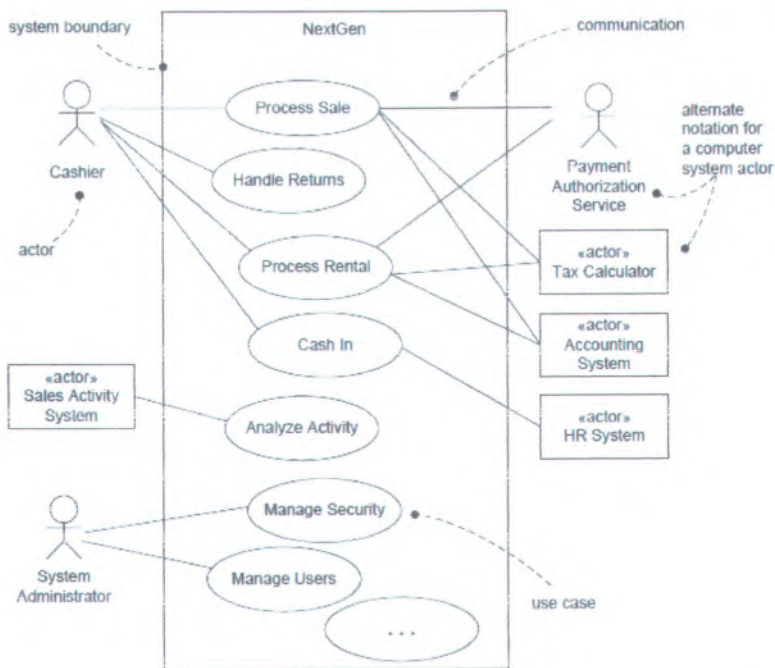 system boundary
NextGen
communication
Process Sale
alternate
notation for
a computer
system actor
Cashier
Handle Returns
Payment
Authorization
Service
actor
Process Rental
«actor»
Tax Calculator
Cash In
«actor»
Accounting
System
«actor»
Sales Activity
System
Analyze Activity
«actor»
HR System
Manage Security
System
Administrator
Manage Users
use case
. . .